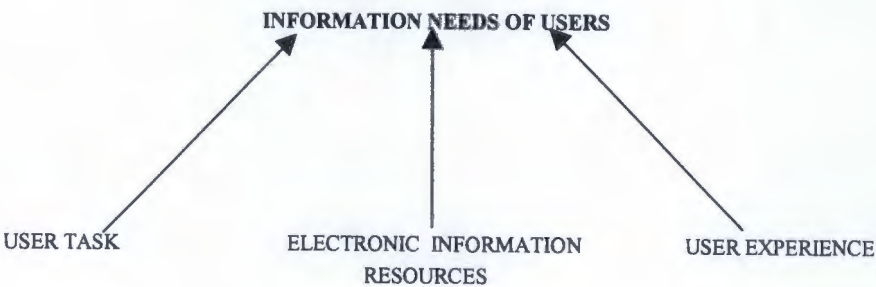 INFORMATION NEEDS OF USERS
USER TASK
ELECTRONIC INFORMATION
RESOURCES
USER EXPERIENCE